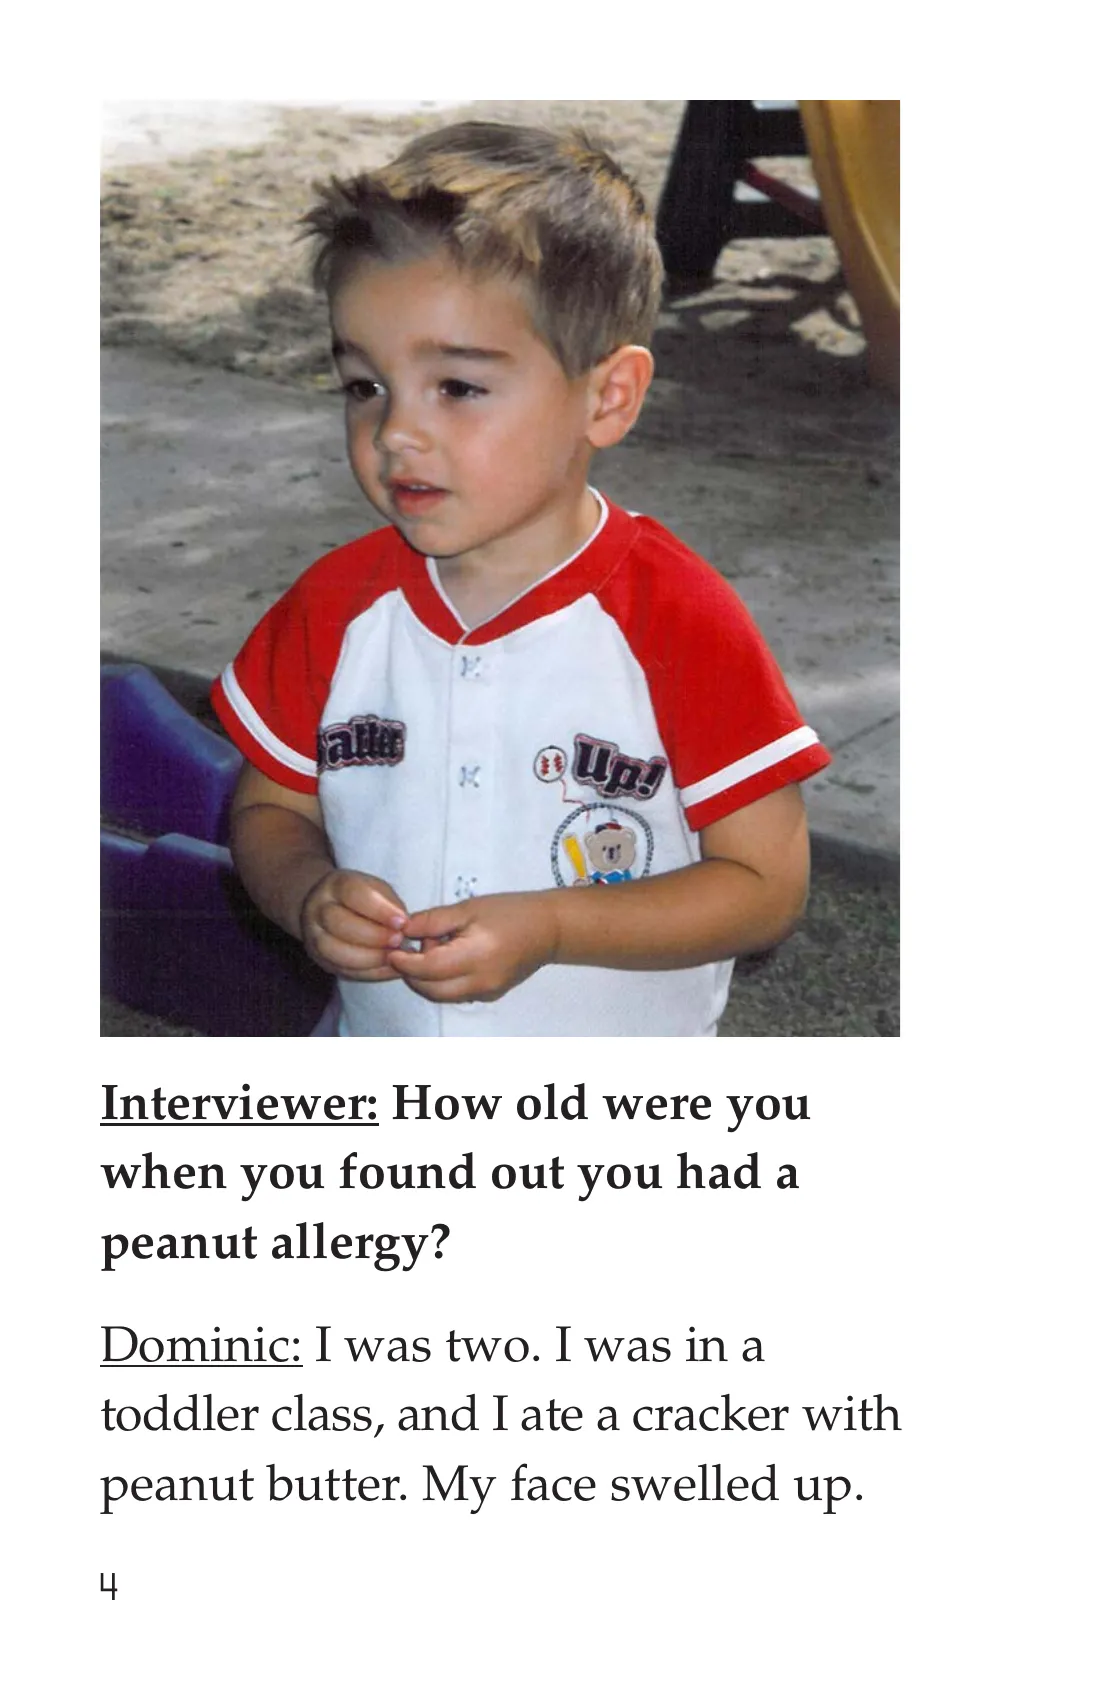 Batter
Up!
Interviewer: How old were you
when you found out you had a
peanut allergy?
Dominic: I was two. I was in a
toddler class, and I ate a cracker with
peanut butter. My face swelled up.
4